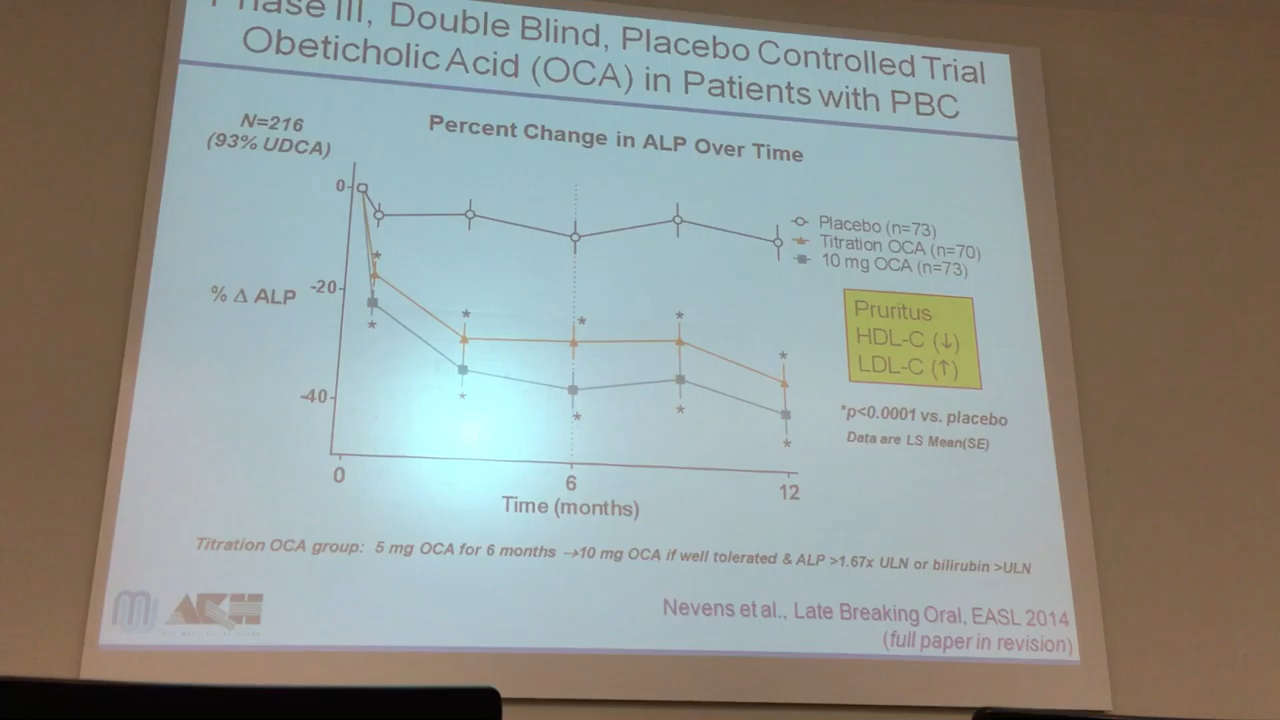 Phase III, Double Blind, Placebo Controlled Trial
Obeticholic Acid (OCA) in Patients with PBC
N=216
(93% UDCA)
Percent Change in ALP Over Time
0
-20
-40
% Δ ALP
*
*
*
*
*
*
*
*
*
*
Placebo (n=73)
Titration OCA (n=70)
10 mg OCA (n=73)
Pruritus
HDL-C (↓)
LDL-C (↑)
*p<0.0001 vs. placebo
Data are LS Mean(SE)
0
6
12
Time (months)
Titration OCA group: 5 mg OCA for 6 months →10 mg OCA if well tolerated & ALP >1.67x ULN or bilirubin >ULN
AKH
Nevens et al., Late Breaking Oral, EASL 2014
(full paper in revision)